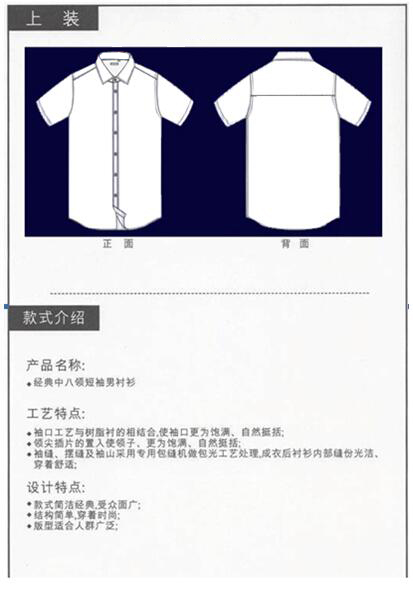 上 装
正 面
背 面
款式介绍
产品名称:
◆经典中八领短袖男衬衫
工艺特点:
◆袖口工艺与树脂衬的相结合,使袖口更为饱满、自然挺括;
◆领尖插片的置入使领子、更为饱满、自然挺括;
◆袖缝、摆缝及袖山采用专用包缝机做包光工艺处理,成衣后衬衫内部缝份光洁、
穿着舒适;
设计特点:
◆款式简洁经典,受众面广;
◆结构简单,穿着时尚;
◆版型适合人群广泛;